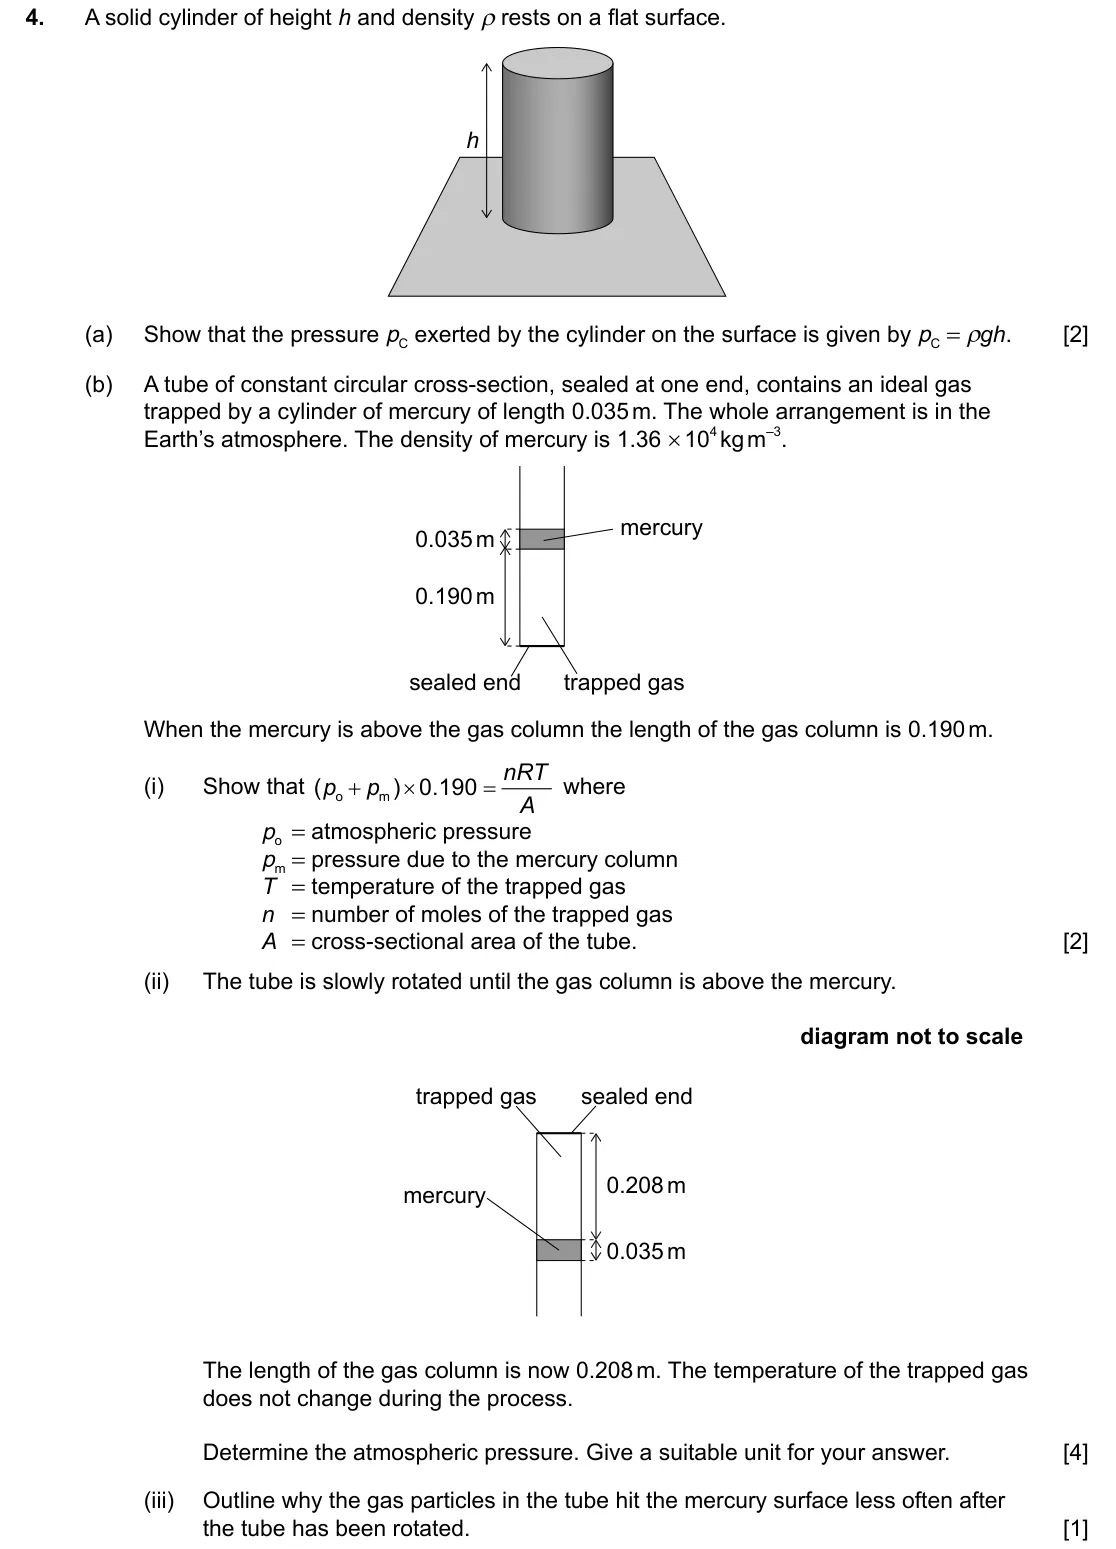 4. A solid cylinder of height h and density ρ rests on a flat surface.
h
(a) Show that the pressure p_C exerted by the cylinder on the surface is given by p_C = ρgh. [2]
(b) A tube of constant circular cross-section, sealed at one end, contains an ideal gas
trapped by a cylinder of mercury of length 0.035 m. The whole arrangement is in the
Earth's atmosphere. The density of mercury is 1.36 × 10⁴ kg m⁻³.
mercury
0.035 m
0.190 m
sealed end trapped gas
When the mercury is above the gas column the length of the gas column is 0.190 m.
(i) Show that (p_o + p_m) × 0.190 = nRT/A where
p_o = atmospheric pressure
p_m = pressure due to the mercury column
T = temperature of the trapped gas
n = number of moles of the trapped gas
A = cross-sectional area of the tube. [2]
(ii) The tube is slowly rotated until the gas column is above the mercury.
diagram not to scale
trapped gas sealed end
0.208 m
mercury
0.035 m
The length of the gas column is now 0.208 m. The temperature of the trapped gas
does not change during the process.
Determine the atmospheric pressure. Give a suitable unit for your answer. [4]
(iii) Outline why the gas particles in the tube hit the mercury surface less often after
the tube has been rotated. [1]